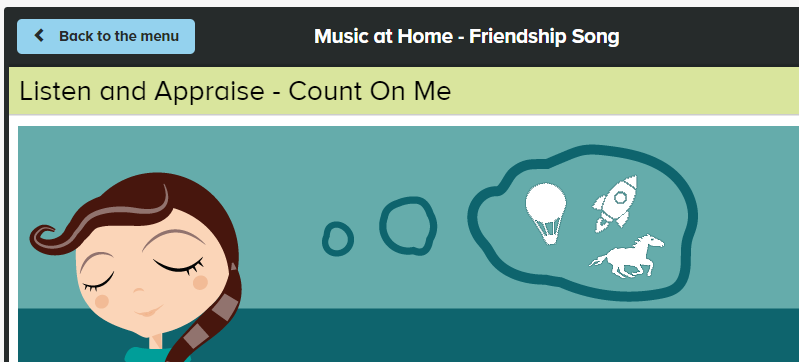 Back to the menu
Music at Home - Friendship Song
Listen and Appraise - Count On Me